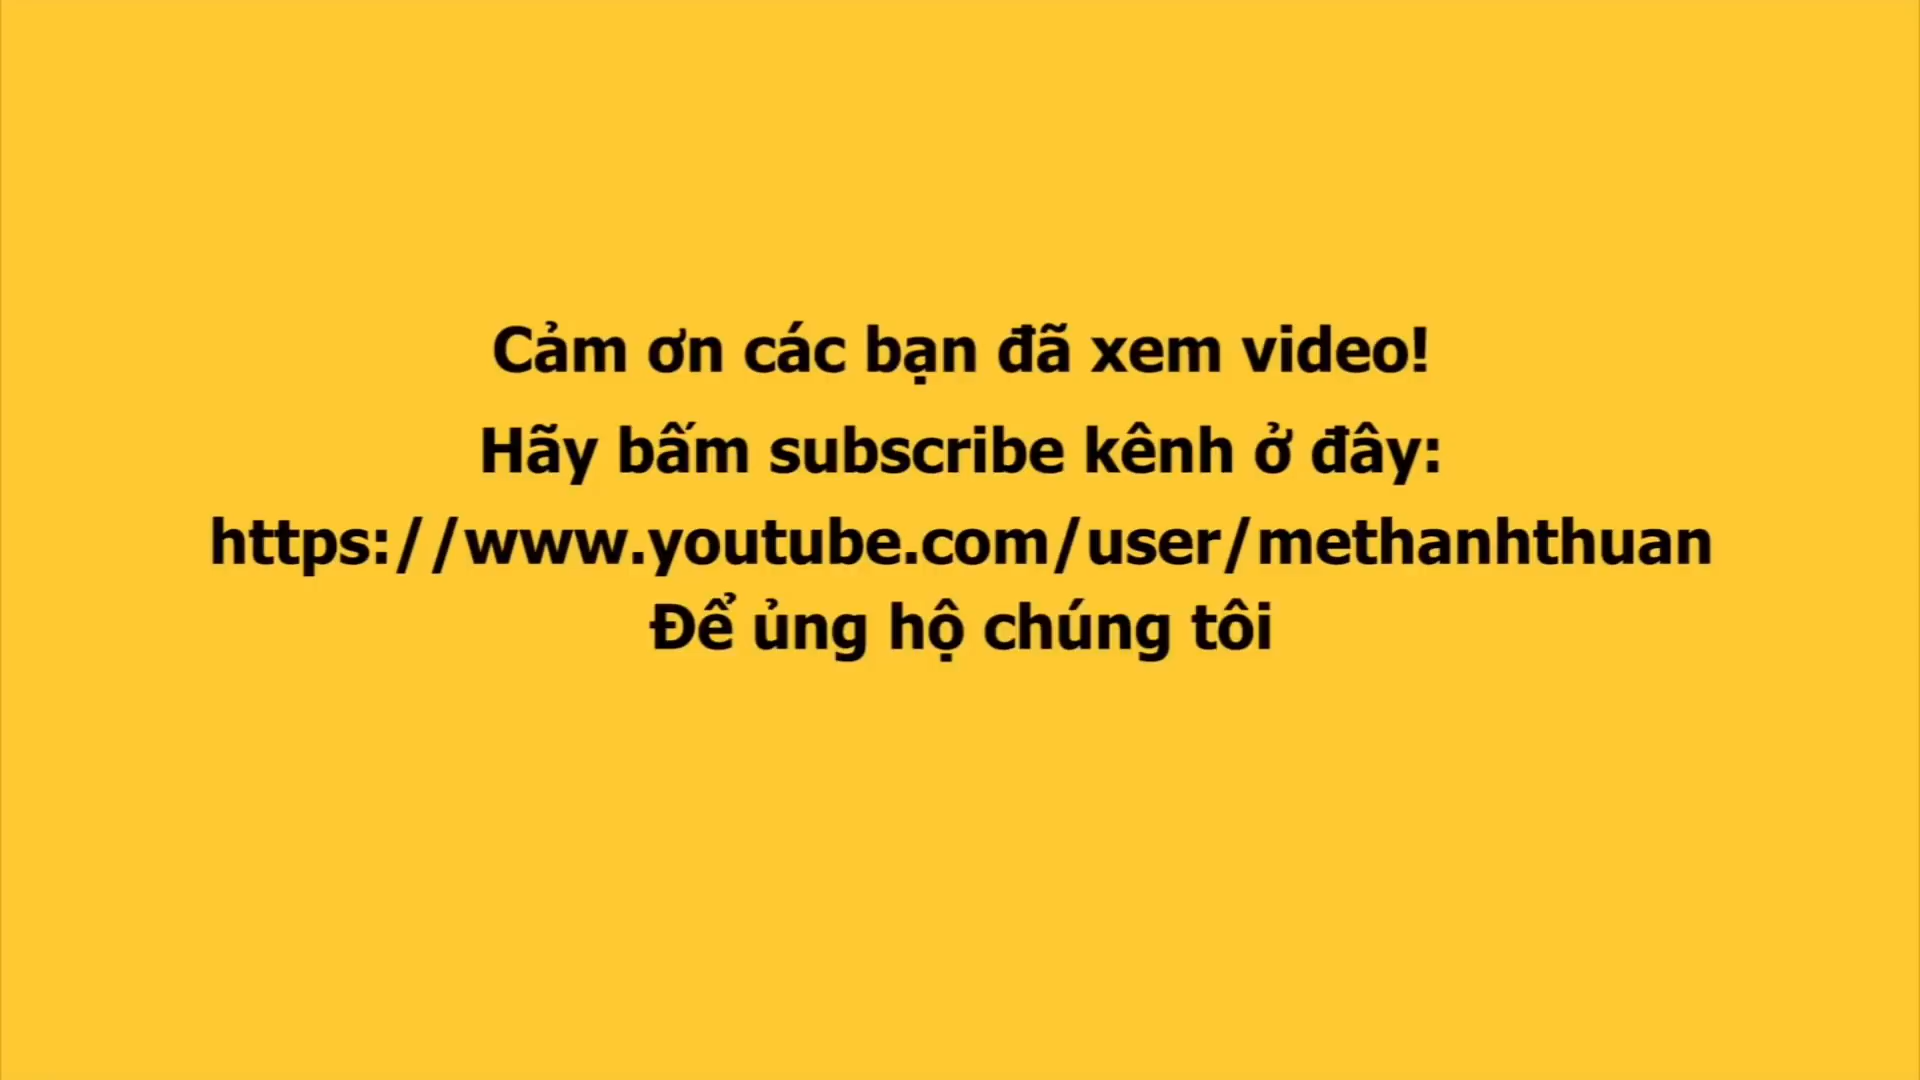 Cảm ơn các bạn đã xem video!
Hãy bấm subscribe kênh ở đây:
https://www.youtube.com/user/methanhthuan
Để ủng hộ chúng tôi